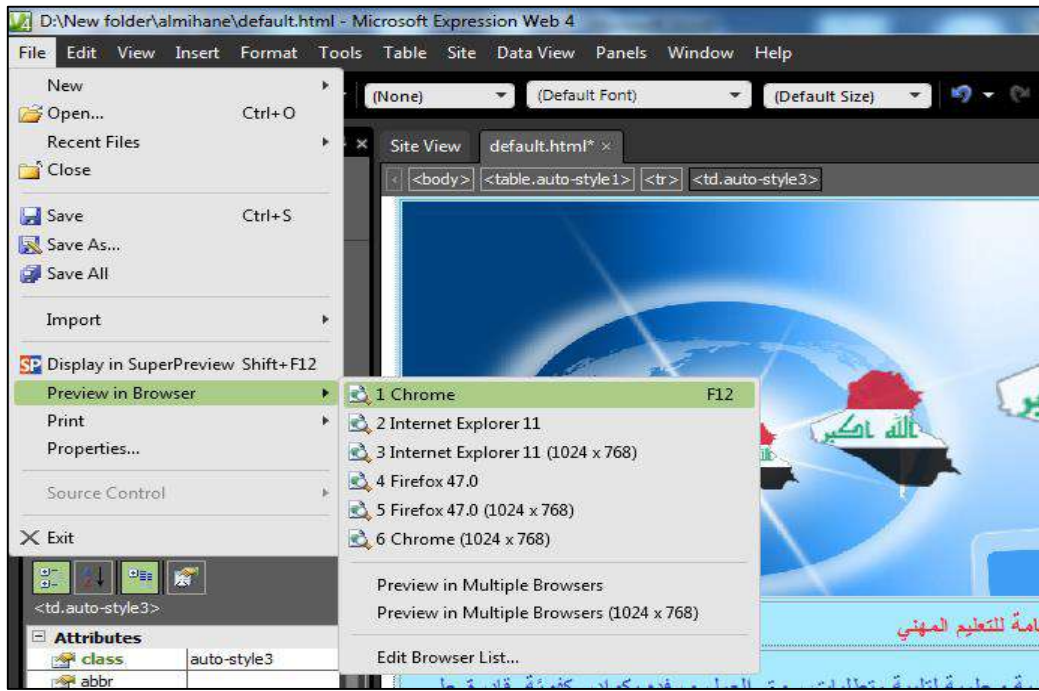 D:\New folder\almihane\default.html - Microsoft Expression Web 4
File Edit View Insert Format Tools Table Site Data View Panels Window Help
(None) (Default Font) (Default Size)
New
Open... Ctrl+O
Recent Files
Close
Save Ctrl+S
Save As...
Save All
Import
SP Display in SuperPreview Shift+F12
Preview in Browser
Print
Properties...
Source Control
Exit
Site View default.html*
<body> <table.auto-style1> <tr> <td.auto-style3>
الله اكبر
1 Chrome F12
2 Internet Explorer 11
3 Internet Explorer 11 (1024 x 768)
4 Firefox 47.0
5 Firefox 47.0 (1024 x 768)
6 Chrome (1024 x 768)
Preview in Multiple Browsers
Preview in Multiple Browsers (1024 x 768)
Edit Browser List...
للتعليم المهني
<td.auto-style3>
Attributes
class auto-style3
abbr